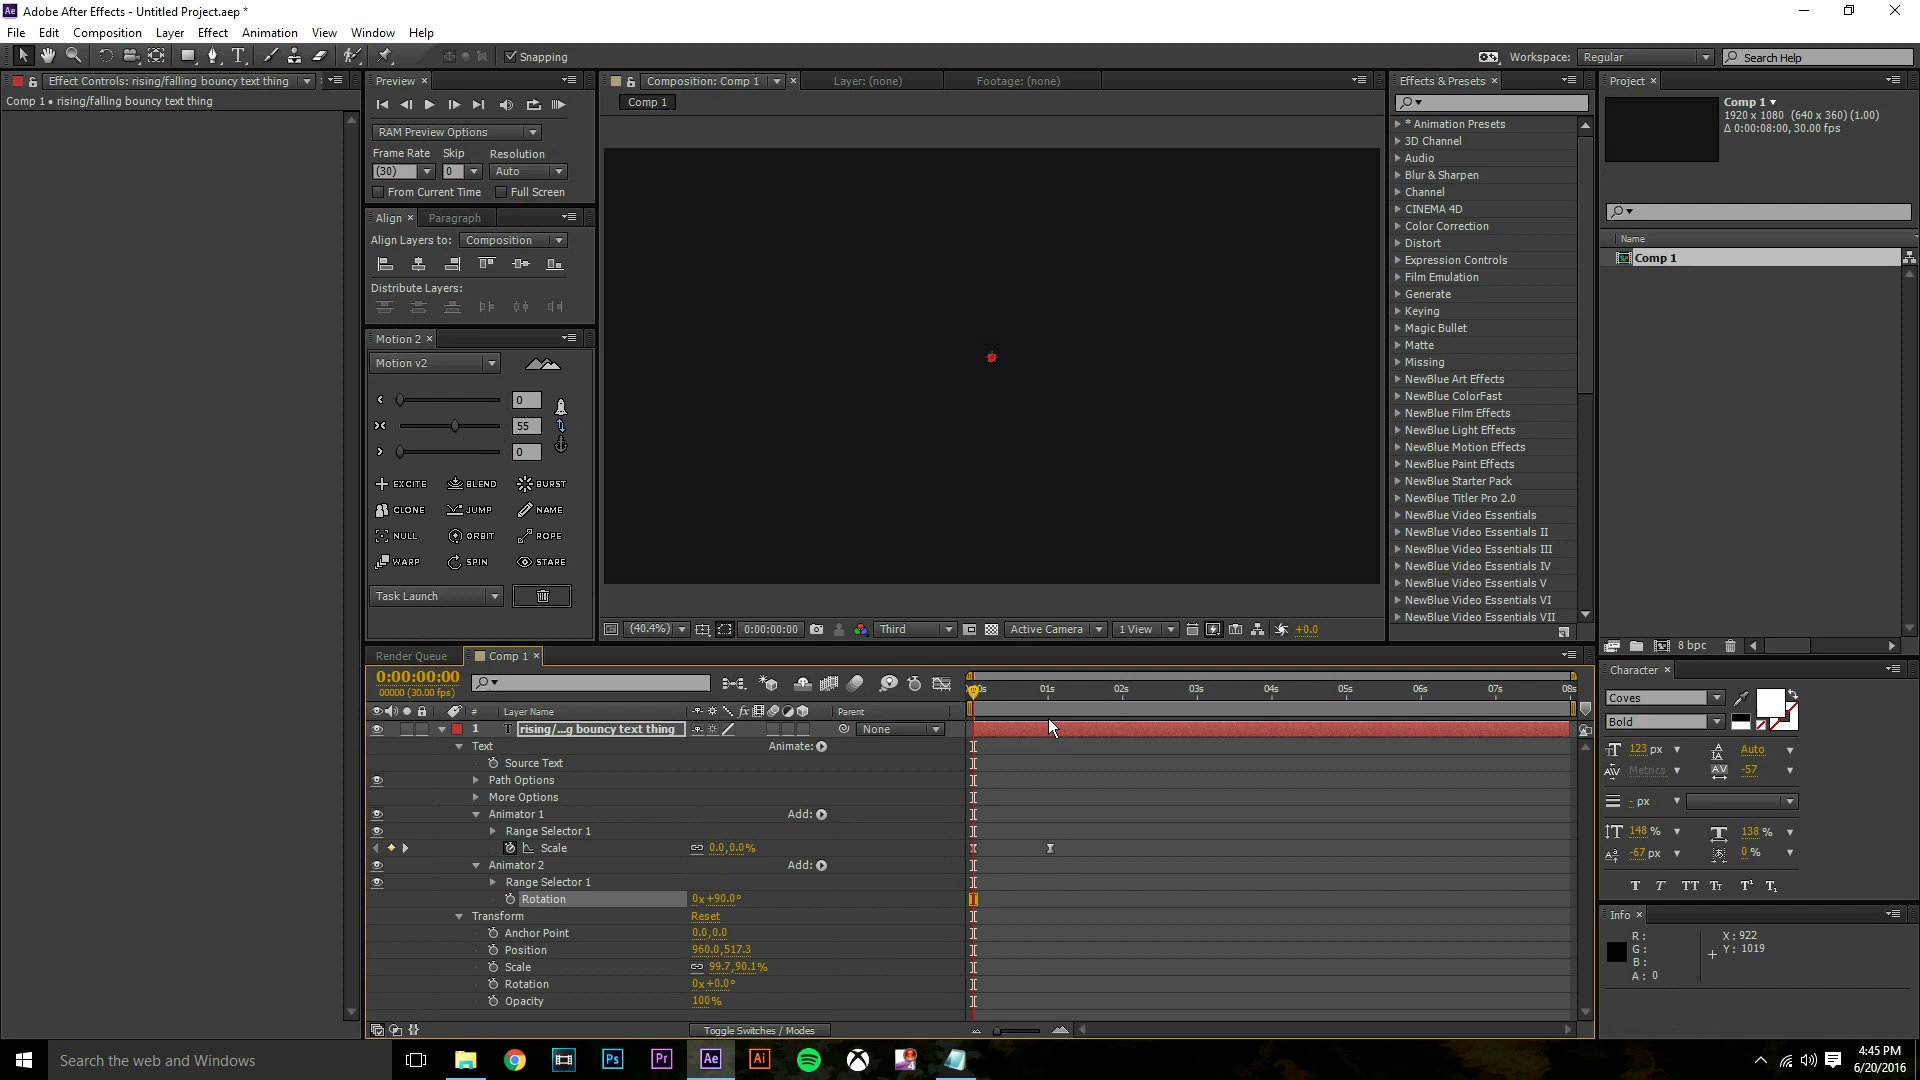 Adobe After Effects - Untitled Project.aep *
File Edit Composition Layer Effect Animation View Window Help
Snapping
Workspace: Regular
Search Help
Effect Controls: rising/falling bouncy text thing
Comp 1 • rising/falling bouncy text thing
Preview
RAM Preview Options
Frame Rate Skip Resolution
(30) 0 Auto
From Current Time Full Screen
Align Paragraph
Align Layers to: Composition
Distribute Layers:
Motion 2
Motion v2
0
55
0
EXCITE BLEND BURST
CLONE JUMP NAME
NULL ORBIT ROPE
WARP SPIN STARE
Task Launch
Composition: Comp 1 Layer: (none) Footage: (none)
Comp 1
(40.4%) 0:00:00:00 Third Active Camera 1 View +0.0
Effects & Presets
* Animation Presets
3D Channel
Audio
Blur & Sharpen
Channel
CINEMA 4D
Color Correction
Distort
Expression Controls
Film Emulation
Generate
Keying
Magic Bullet
Matte
Missing
NewBlue Art Effects
NewBlue ColorFast
NewBlue Film Effects
NewBlue Light Effects
NewBlue Motion Effects
NewBlue Paint Effects
NewBlue Starter Pack
NewBlue Titler Pro 2.0
NewBlue Video Essentials
NewBlue Video Essentials II
NewBlue Video Essentials III
NewBlue Video Essentials IV
NewBlue Video Essentials V
NewBlue Video Essentials VI
NewBlue Video Essentials VII
Project
Comp 1
1920 x 1080 (640 x 360) (1.00)
Δ 0:00:08:00, 30.00 fps
Name
Comp 1
8 bpc
Render Queue Comp 1
0:00:00:00
00000 (30.00 fps)
01s 02s 03s 04s 05s 06s 07s 08s
# Layer Name Parent
1 T rising/...g bouncy text thing None
Text Animate:
Source Text
Path Options
More Options
Animator 1 Add:
Range Selector 1
Scale 0.0,0.0%
Animator 2 Add:
Range Selector 1
Rotation 0x+90.0°
Transform Reset
Anchor Point 0.0,0.0
Position 960.0,517.3
Scale 99.7,90.1%
Rotation 0x+0.0°
Opacity 100%
Toggle Switches / Modes
Character
Coves
Bold
123 px Auto
Metrics -57
- px
148 % 138 %
-67 px 0 %
T T TT Tт T¹ T₁
Info
R: X: 922
G: Y: 1019
B:
A: 0
Search the web and Windows
Ps Pr Ae Ai
4:45 PM
6/20/2016